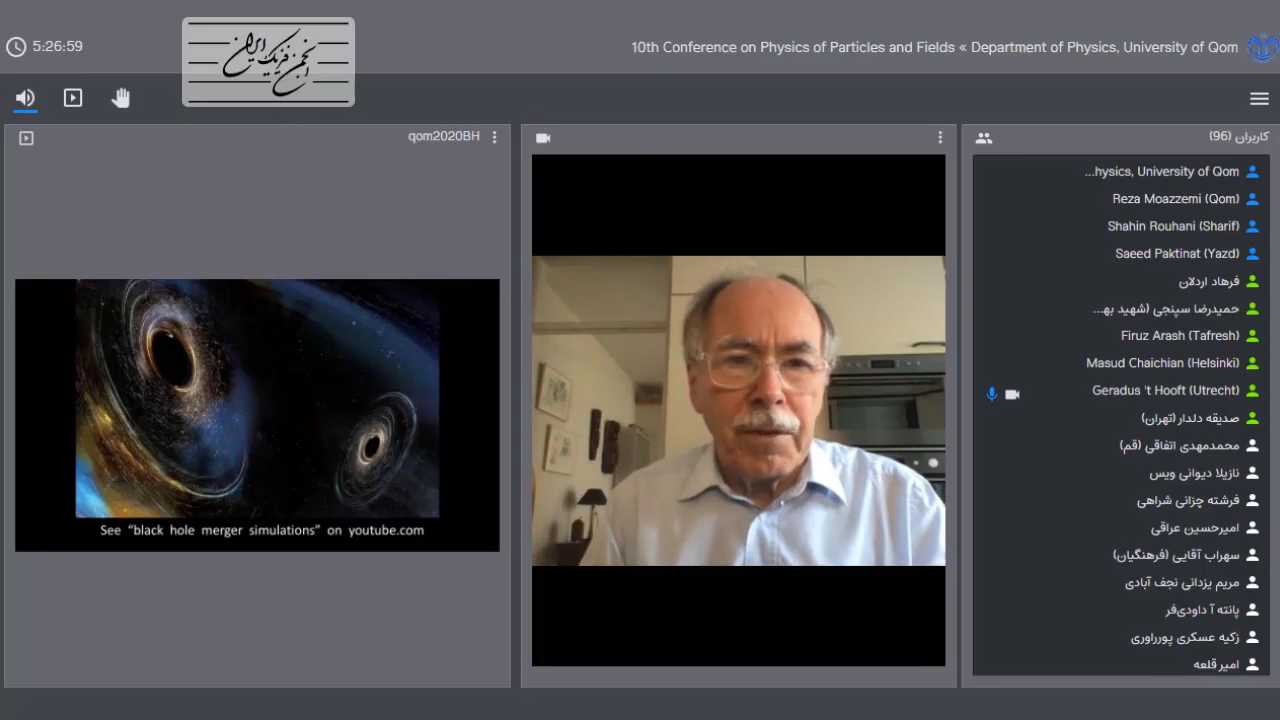 5:26:59
انجمن فیزیک ایران
10th Conference on Physics of Particles and Fields « Department of Physics, University of Qom
qom2020BH
See “black hole merger simulations” on youtube.com
کاربران (96)
...hysics, University of Qom
Reza Moazzemi (Qom)
Shahin Rouhani (Sharif)
Saeed Paktinat (Yazd)
فرهاد اردلان
حمیدرضا سپنجی (شهید به...
Firuz Arash (Tafresh)
Masud Chaichian (Helsinki)
Geradus 't Hooft (Utrecht)
صدیقه دلدار (تهران)
محمدمهدی اتفاقی (قم)
نازیلا دیوانی ویس
فرشته چزانی شراهی
امیرحسین عراقی
سهراب آقایی (فرهنگیان)
مریم یزدانی نجف آبادی
پانته آ داودی‌فر
زکیه عسکری پورراوری
امیر قلعه